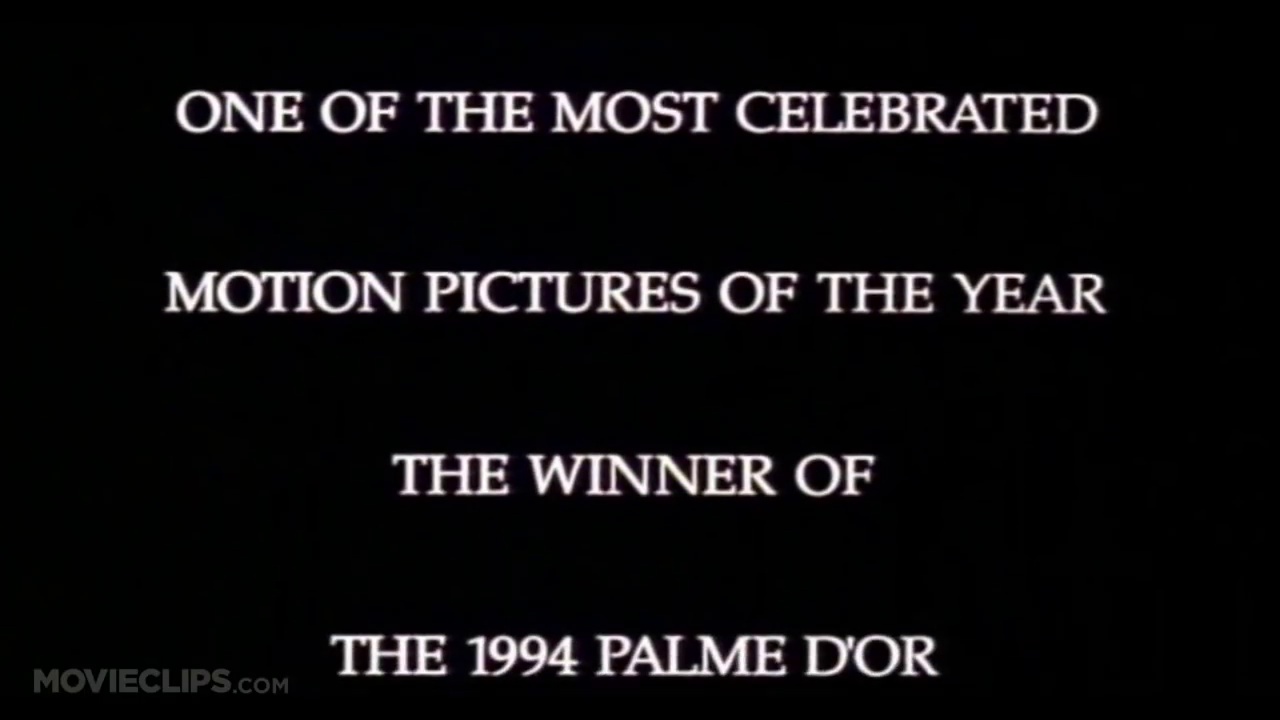 ONE OF THE MOST CELEBRATED
MOTION PICTURES OF THE YEAR
THE WINNER OF
THE 1994 PALME D'OR
MOVIECLIPS.COM